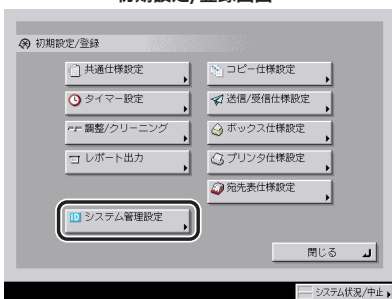 初期設定/登録画面
初期設定/登録
共通仕様設定
コピー仕様設定
タイマー設定
送信/受信仕様設定
調整/クリーニング
ボックス仕様設定
レポート出力
プリンタ仕様設定
宛先表仕様設定
ID システム管理設定
閉じる
システム状況/中止